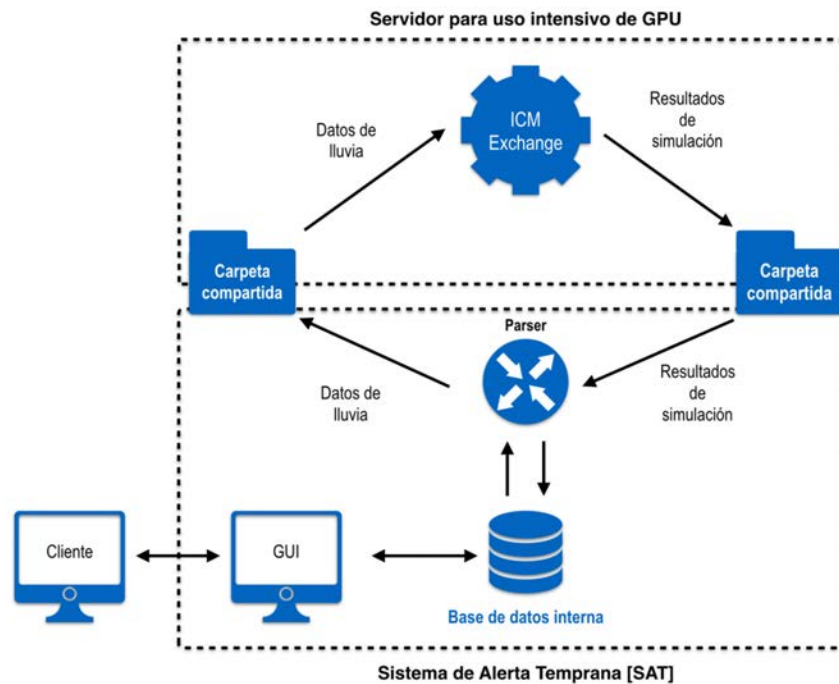 Servidor para uso intensivo de GPU
ICM
Exchange
Datos de
lluvia
Resultados
de
simulación
Carpeta
compartida
Carpeta
compartida
Parser
Datos de
lluvia
Resultados
de
simulación
Cliente
GUI
Base de datos interna
Sistema de Alerta Temprana [SAT]